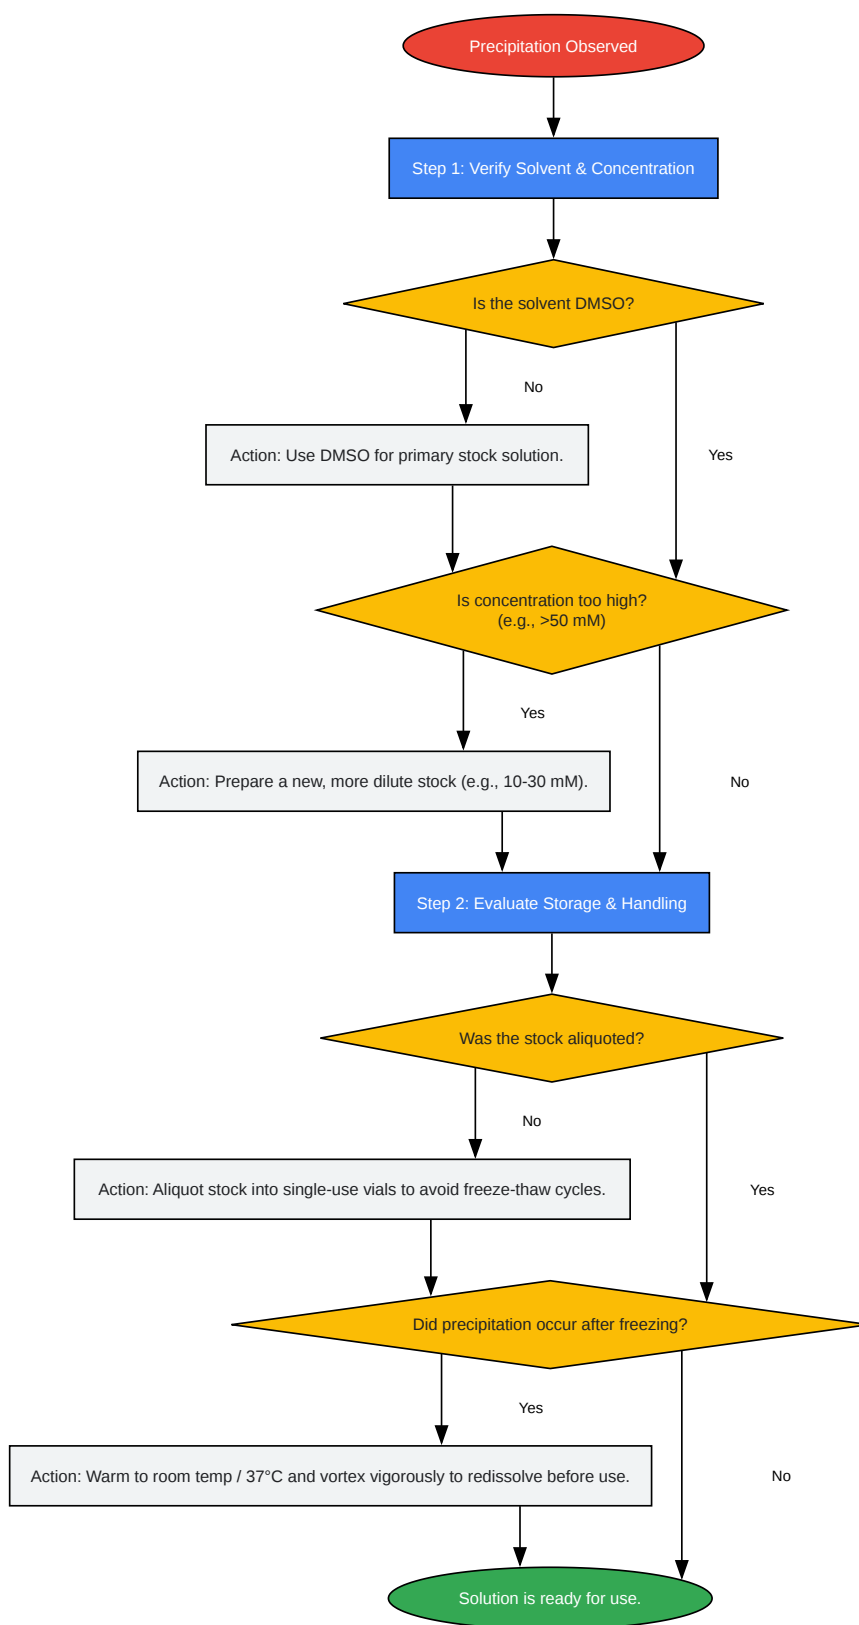 Precipitation Observed
Step 1: Verify Solvent & Concentration
Is the solvent DMSO?
No
Action: Use DMSO for primary stock solution.
Yes
Is concentration too high?
(e.g., >50 mM)
Yes
Action: Prepare a new, more dilute stock (e.g., 10-30 mM).
No
Step 2: Evaluate Storage & Handling
Was the stock aliquoted?
No
Action: Aliquot stock into single-use vials to avoid freeze-thaw cycles.
Yes
Did precipitation occur after freezing?
Yes
Action: Warm to room temp / 37°C and vortex vigorously to redissolve before use.
No
Solution is ready for use.